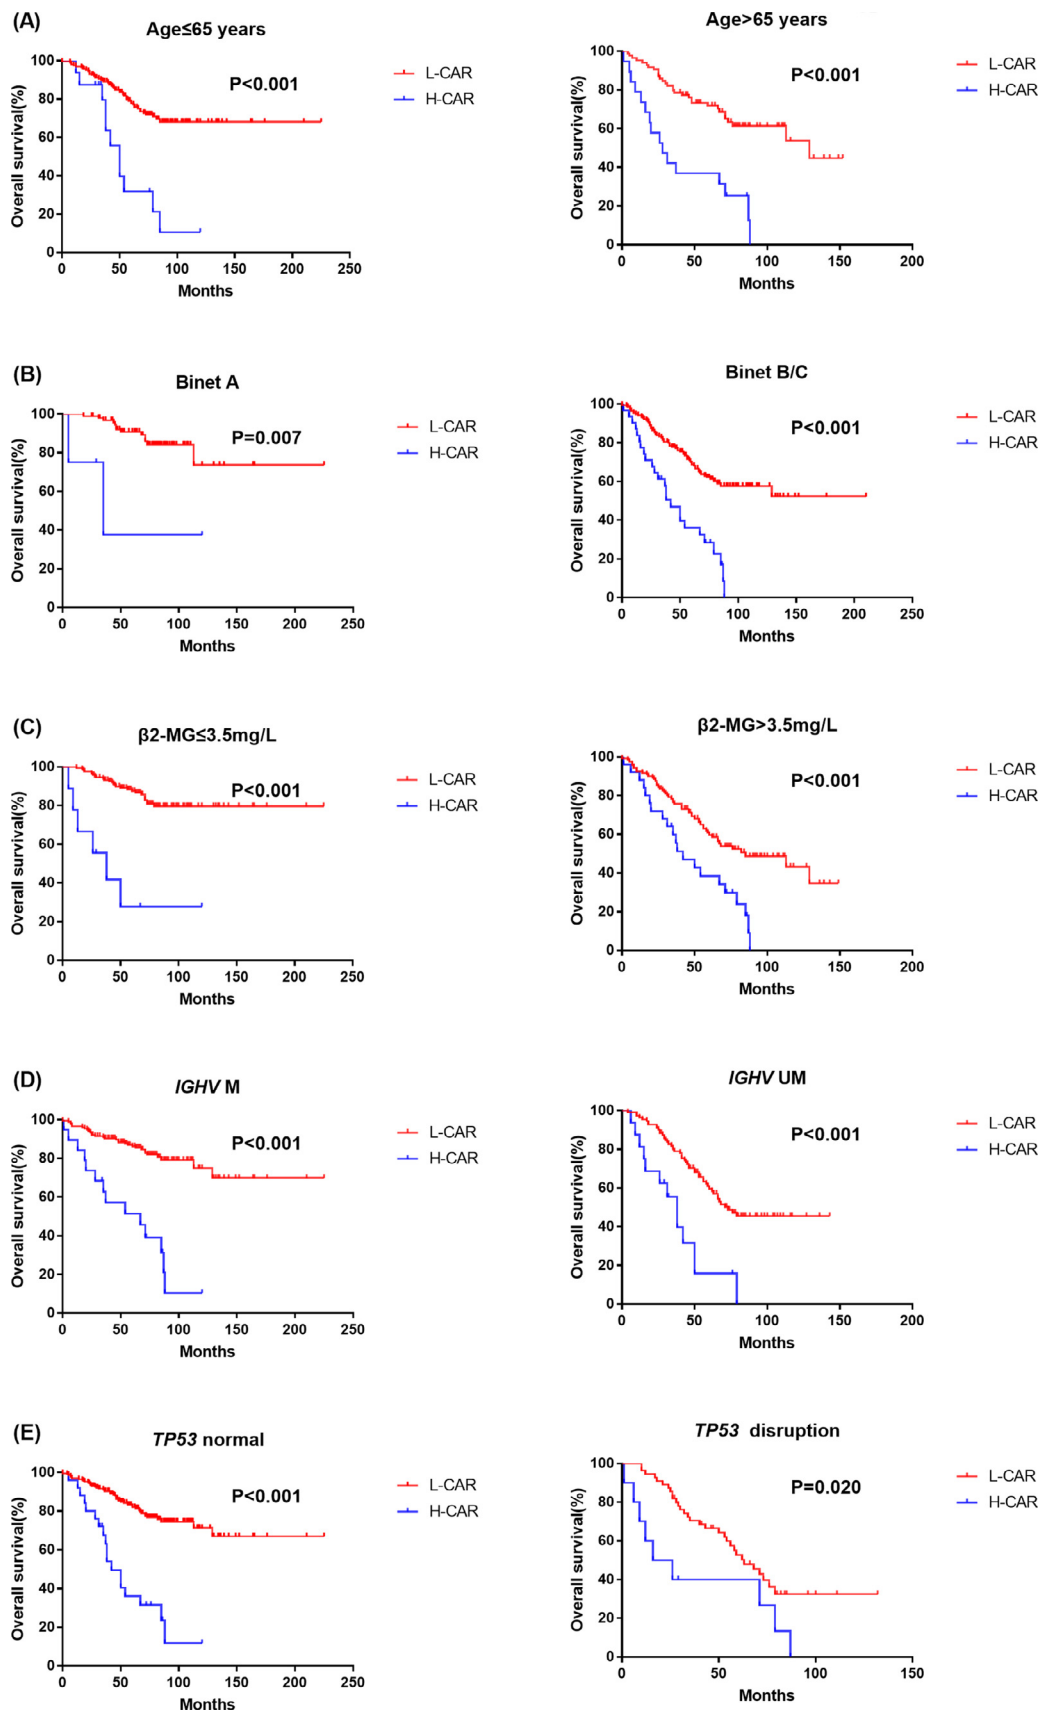 (A)
Age≤65 years
Overall survival(%)
100
80
60
40
20
0
0 50 100 150 200 250
Months
P<0.001
L-CAR
H-CAR
Age>65 years
Overall survival(%)
100
80
60
40
20
0
0 50 100 150 200
Months
P<0.001
L-CAR
H-CAR
(B)
Binet A
Overall survival(%)
100
80
60
40
20
0
0 50 100 150 200 250
Months
P=0.007
L-CAR
H-CAR
Binet B/C
Overall survival(%)
100
80
60
40
20
0
0 50 100 150 200 250
Months
P<0.001
L-CAR
H-CAR
(C)
β2-MG≤3.5mg/L
Overall survival(%)
100
80
60
40
20
0
0 50 100 150 200 250
Months
P<0.001
L-CAR
H-CAR
β2-MG>3.5mg/L
Overall survival(%)
100
80
60
40
20
0
0 50 100 150 200
Months
P<0.001
L-CAR
H-CAR
(D)
IGHV M
Overall survival(%)
100
80
60
40
20
0
0 50 100 150 200 250
Months
P<0.001
L-CAR
H-CAR
IGHV UM
Overall survival(%)
100
80
60
40
20
0
0 50 100 150 200
Months
P<0.001
L-CAR
H-CAR
(E)
TP53 normal
Overall survival(%)
100
80
60
40
20
0
0 50 100 150 200 250
Months
P<0.001
L-CAR
H-CAR
TP53 disruption
Overall survival(%)
100
80
60
40
20
0
0 50 100 150
Months
P=0.020
L-CAR
H-CAR